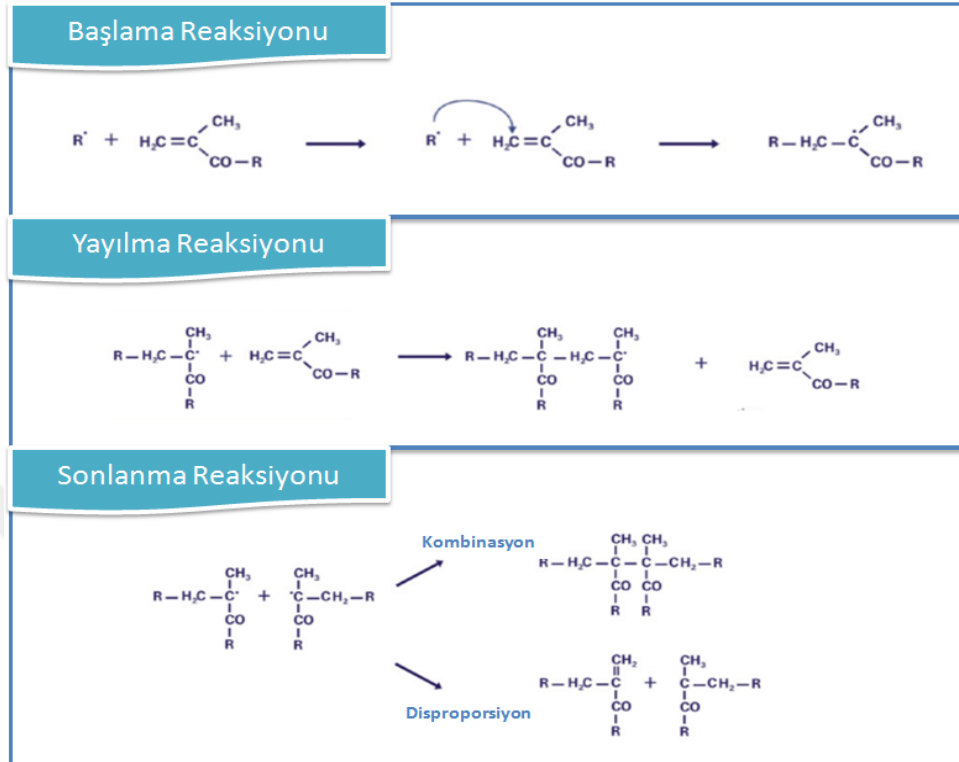 Başlama Reaksiyonu
R˙ + H₂C=C CH₃ CO–R R˙ + H₂C=C CH₃ CO–R R–H₂C–Ċ CH₃ CO–R
Yayılma Reaksiyonu
CH₃ CH₃ CH₃ CH₃ CH₃
R–H₂C–C˙ + H₂C=C R–H₂C–C–H₂C–C˙ + H₂C=C
CO CO–R CO CO CO–R
R R R
Sonlanma Reaksiyonu
Kombinasyon
CH₃ CH₃
R–H₂C–C–C–CH₂–R
CO CO
R R
CH₃ CH₃
R–H₂C–C˙ + ˙C–CH₂–R
CO CO
R R
Disproporsiyon
CH₂ CH₃
R–H₂C–C + C–CH₂–R
CO CO
R R